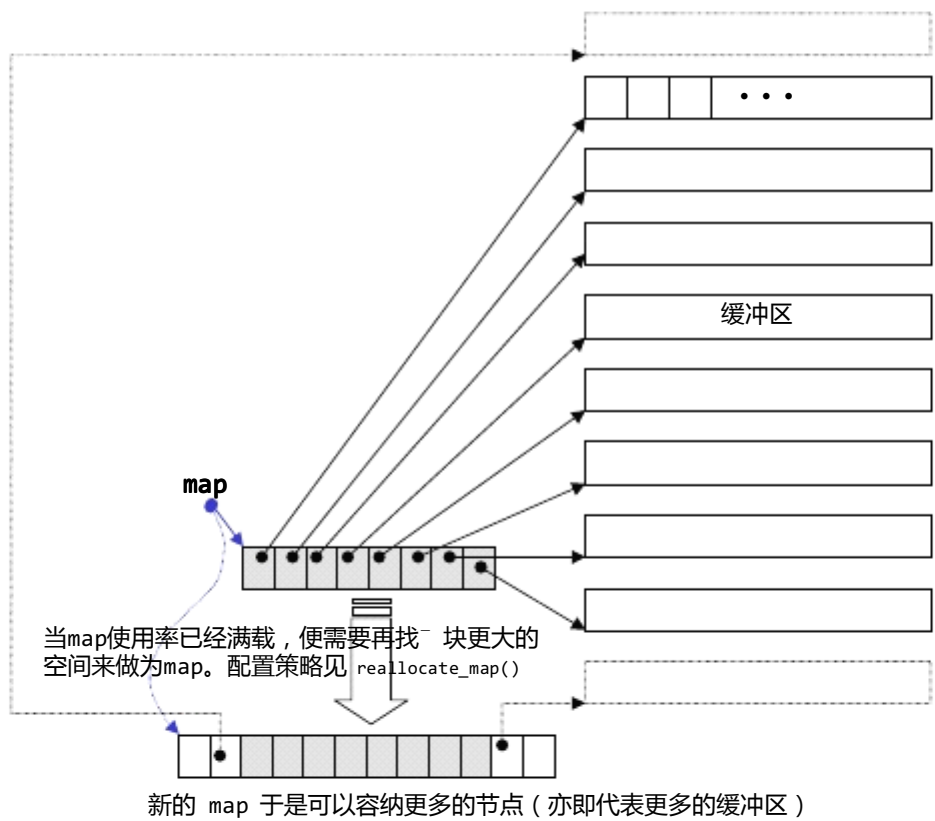 • • •
缓冲区
map
当map使用率已经满载，便需要再找一块更大的
空间来做为map。配置策略见 reallocate_map()
新的 map 于是可以容纳更多的节点（亦即代表更多的缓冲区）